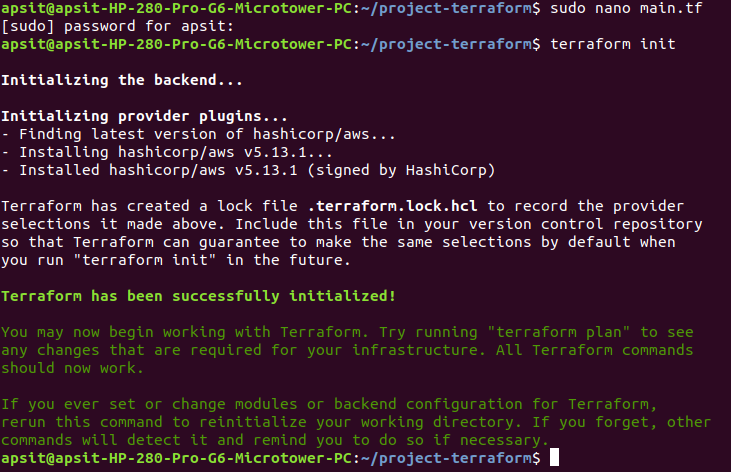 apsit@apsit-HP-280-Pro-G6-Microtower-PC:~/project-terraform$ sudo nano main.tf
[sudo] password for apsit:
apsit@apsit-HP-280-Pro-G6-Microtower-PC:~/project-terraform$ terraform init
Initializing the backend...
Initializing provider plugins...
- Finding latest version of hashicorp/aws...
- Installing hashicorp/aws v5.13.1...
- Installed hashicorp/aws v5.13.1 (signed by HashiCorp)
Terraform has created a lock file .terraform.lock.hcl to record the provider
selections it made above. Include this file in your version control repository
so that Terraform can guarantee to make the same selections by default when
you run "terraform init" in the future.
Terraform has been successfully initialized!
You may now begin working with Terraform. Try running "terraform plan" to see
any changes that are required for your infrastructure. All Terraform commands
should now work.
If you ever set or change modules or backend configuration for Terraform,
rerun this command to reinitialize your working directory. If you forget, other
commands will detect it and remind you to do so if necessary.
apsit@apsit-HP-280-Pro-G6-Microtower-PC:~/project-terraform$